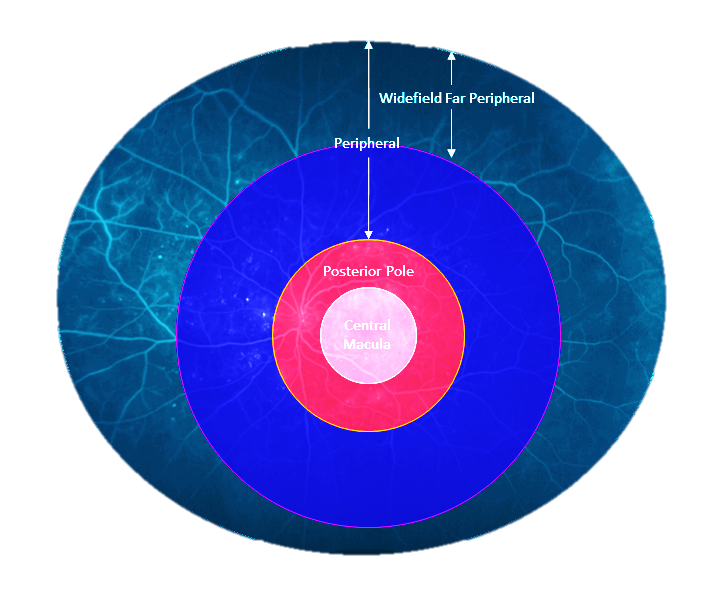 Widefield Far Peripheral
Peripheral
Posterior Pole
Central
Macula